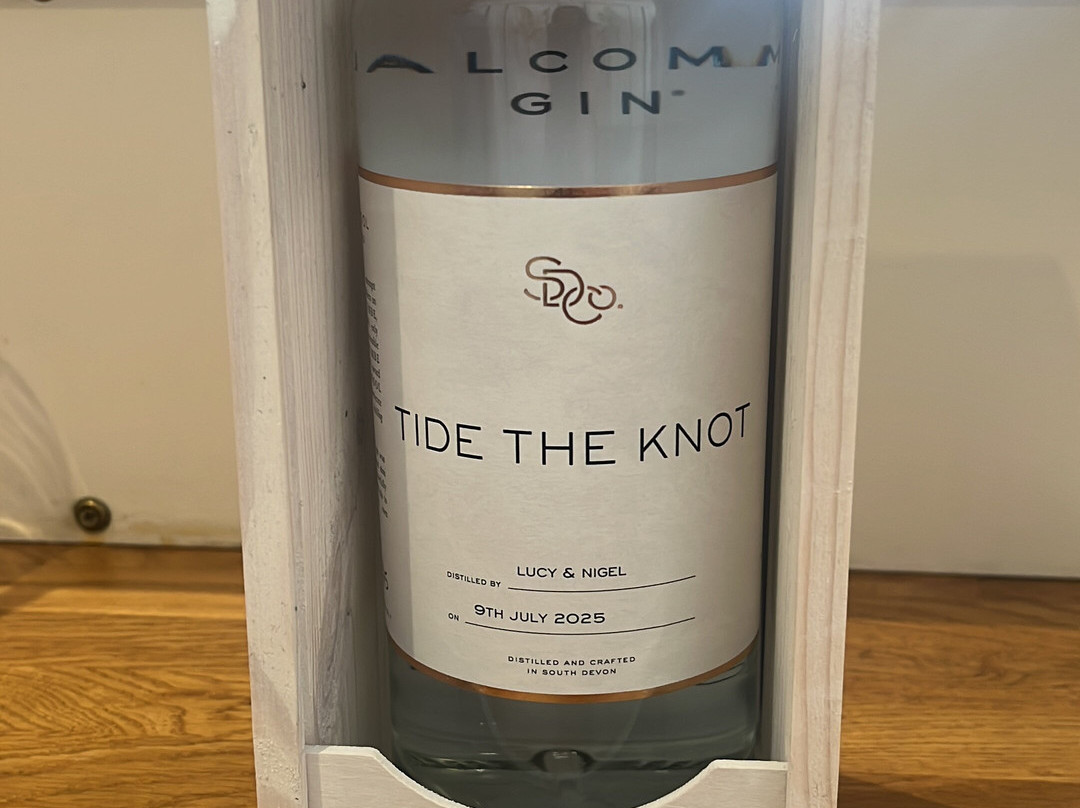 GIN
SDCo.
TIDE THE KNOT
DISTILLED BY LUCY & NIGEL
ON 9TH JULY 2025
DISTILLED AND CRAFTED
IN SOUTH DEVON